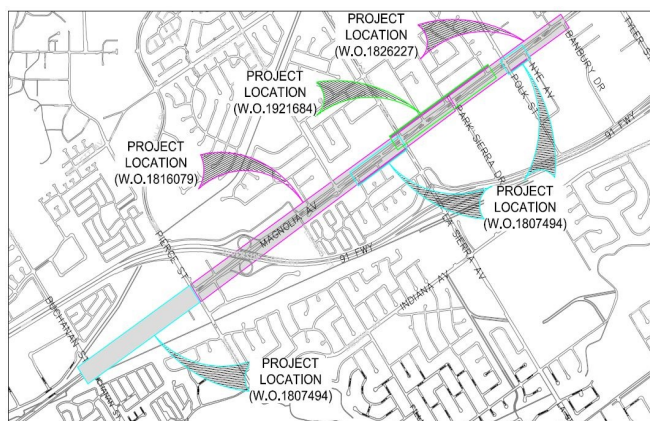 PROJECT
LOCATION
(W.O.1826227)
TYLER ST
BANBURY DR
NYE AV
POLK ST
PROJECT
LOCATION
(W.O.1921684)
PARK SIERRA DR
91 FWY
PROJECT
LOCATION
(W.O.1816079)
PROJECT
LOCATION
(W.O.1807494)
MAGNOLIA AV
PIERCE ST
91 FWY
LA SIERRA AV
INDIANA AV
BUCHANAN ST
PROJECT
LOCATION
(W.O.1807494)